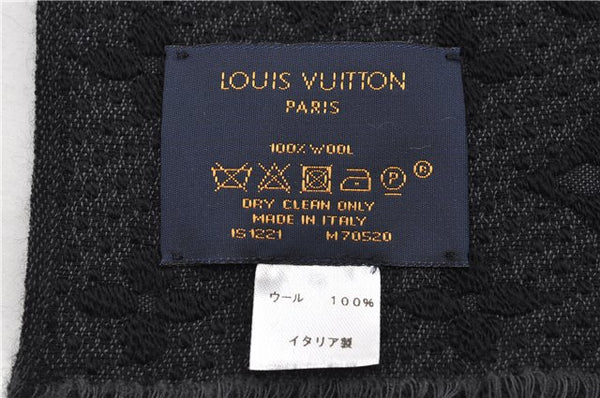 LOUIS VUITTON
PARIS
100% WOOL
P ®
DRY CLEAN ONLY
MADE IN ITALY
IS1221 M70520
ウール 100%
イタリア製